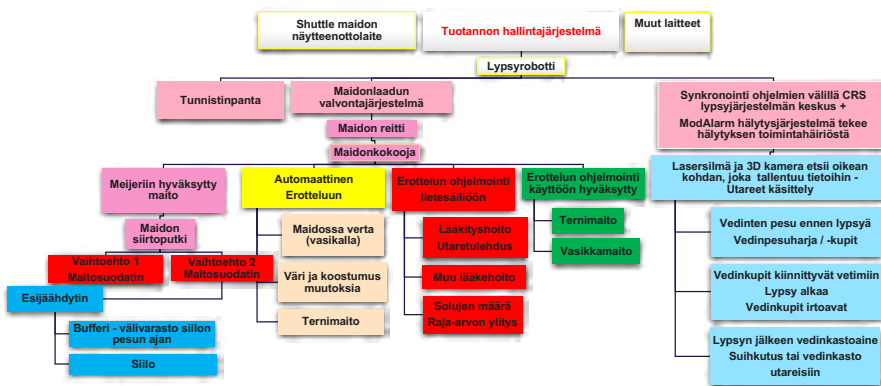 Shuttle maidon
näytteenottolaite
Tuotannon hallintajärjestelmä
Muut laitteet
Lypsyrobotti
Tunnistinpanta
Maidonlaadun
valvontajärjestelmä
Synkronointi ohjelmien välillä CRS
lypsyjärjestelmän keskus +
ModAlarm hälytysjärjestelmä tekee
hälytyksen toimintahäiriöstä
Maidon reitti
Maidonkokooja
Meijeriin hyväksytty
maito
Automaattinen
Erotteluun
Erottelun ohjelmointi
lietesäiliöön
Erottelun ohjelmointi
käyttöön hyväksytty
Lasersilmä ja 3D kamera etsii oikean
kohdan, joka tallentuu tietoihin -
Utareet käsittely
Maidon
siirtoputki
Vaihtoehto 1
Maitosuodatin
Vaihtoehto 2
Maitosuodatin
Esijäähdytin
Bufferi - välivarasto siilon
pesun ajan
Siilo
Maidossa verta
(vasikalla)
Väri ja koostumus
muutoksia
Ternimaito
Lääkityshoito
Utaretulehdus
Muu lääkehoito
Solujen määrä
Raja-arvon ylitys
Ternimaito
Vasikkamaito
Vedinten pesu ennen lypsyä
Vedinpesuharja / -kupit
Vedinkupit kiinnittyvät vetimiin
Lypsy alkaa
Vedinkupit irtoavat
Lypsyn jälkeen vedinkastoaine
Suihkutus tai vedinkasto
utareisiin